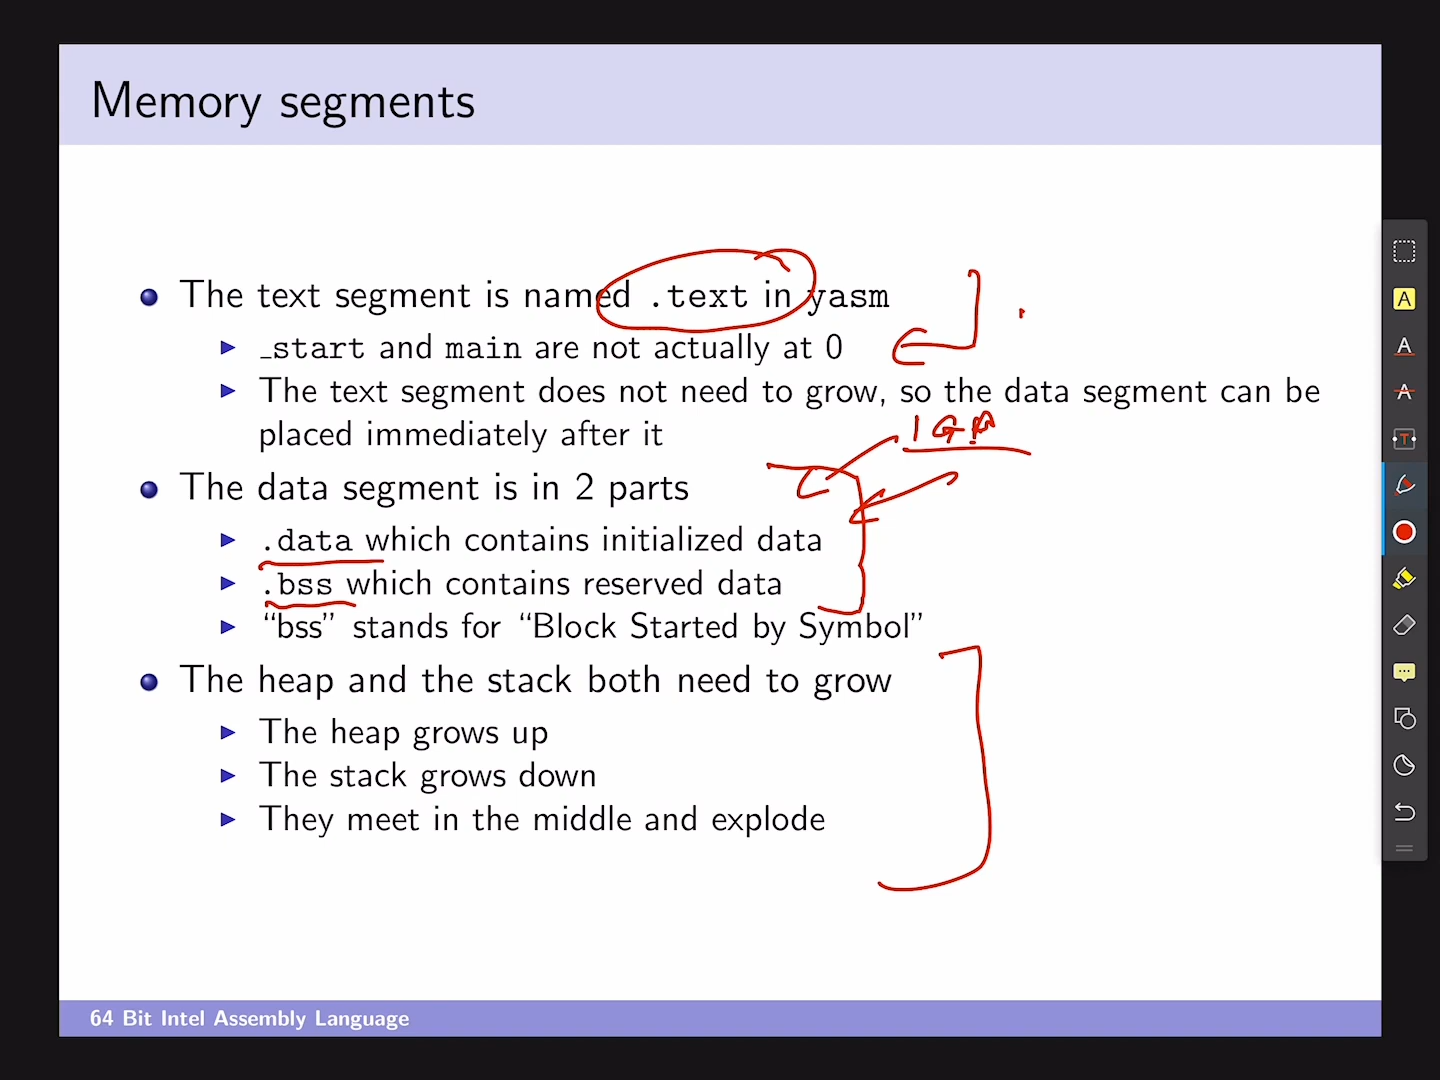 Memory segments
The text segment is named .text in yasm
_start and main are not actually at 0
The text segment does not need to grow, so the data segment can be
placed immediately after it
The data segment is in 2 parts
.data which contains initialized data
.bss which contains reserved data
“bss” stands for “Block Started by Symbol”
The heap and the stack both need to grow
The heap grows up
The stack grows down
They meet in the middle and explode
64 Bit Intel Assembly Language
A
A
A
T